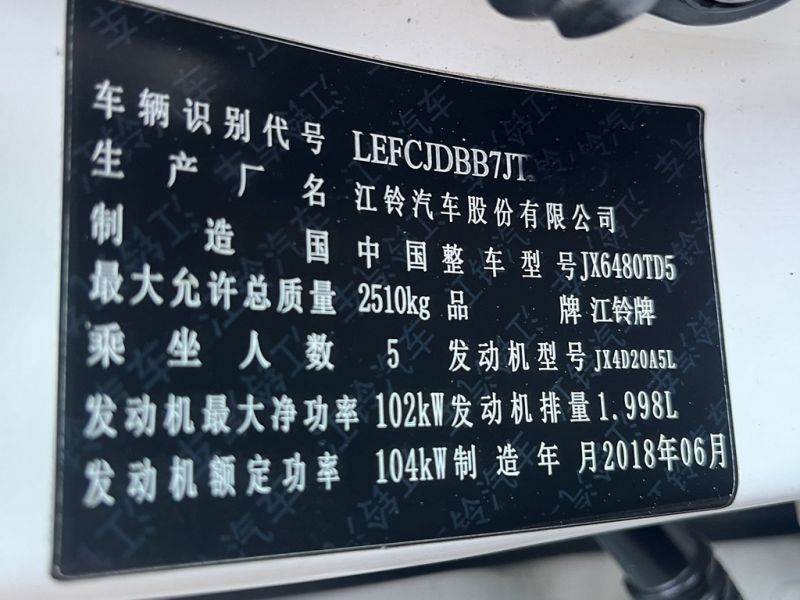 车辆识别代号 LEFCJDBB7JT
生产厂名 江铃汽车股份有限公司
制造国 中国 整车型号 JX6480TD5
最大允许总质量 2510kg 品牌 江铃牌
乘坐人数 5 发动机型号 JX4D20A5L
发动机最大净功率 102kW 发动机排量 1.998L
发动机额定功率 104kW 制造年月 2018年06月